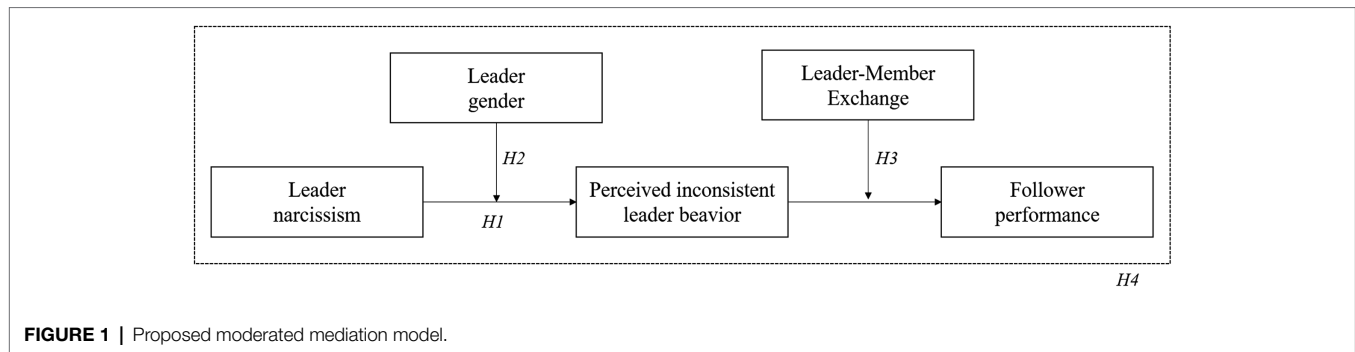 Leader
gender
Leader-Member
Exchange
H2
H3
Leader
narcissism
H1
Perceived inconsistent
leader beavior
Follower
performance
H4
FIGURE 1 | Proposed moderated mediation model.